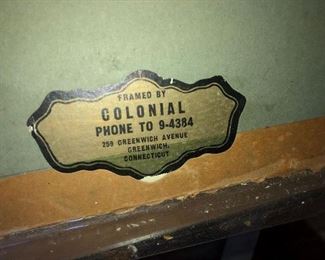 FRAMED BY
COLONIAL
PHONE TO 9-4384
259 GREENWICH AVENUE
GREENWICH,
CONNECTICUT